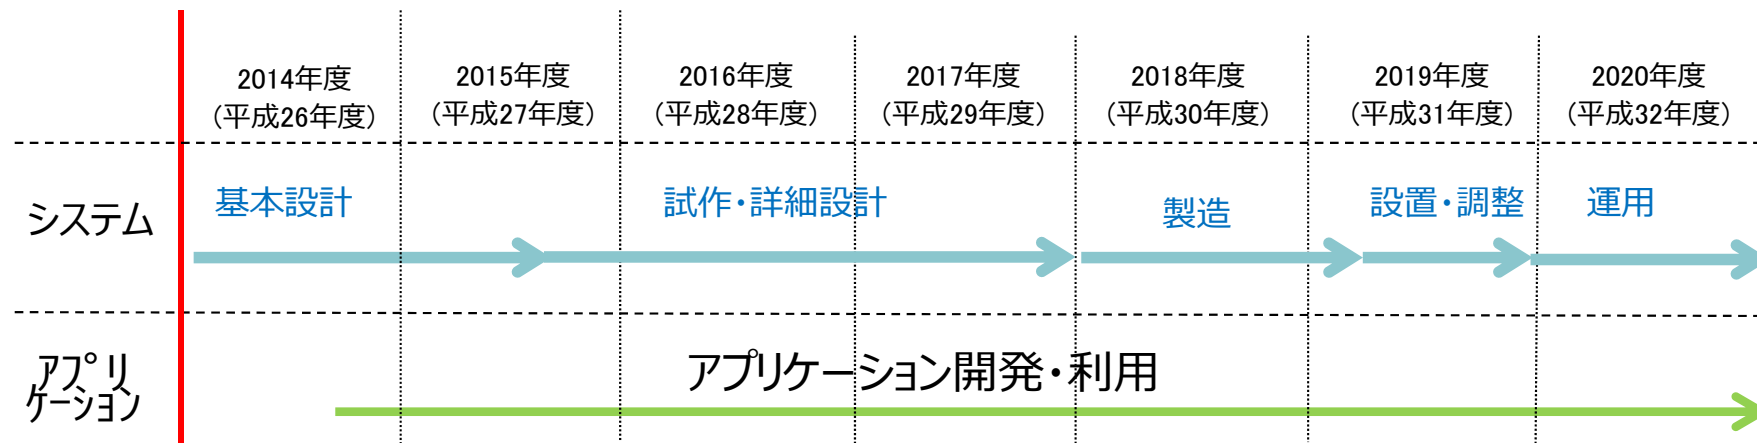 2014年度
(平成26年度)
2015年度
(平成27年度)
2016年度
(平成28年度)
2017年度
(平成29年度)
2018年度
(平成30年度)
2019年度
(平成31年度)
2020年度
(平成32年度)
システム
基本設計
試作・詳細設計
製造
設置・調整
運用
アプリ
ケーション
アプリケーション開発・利用